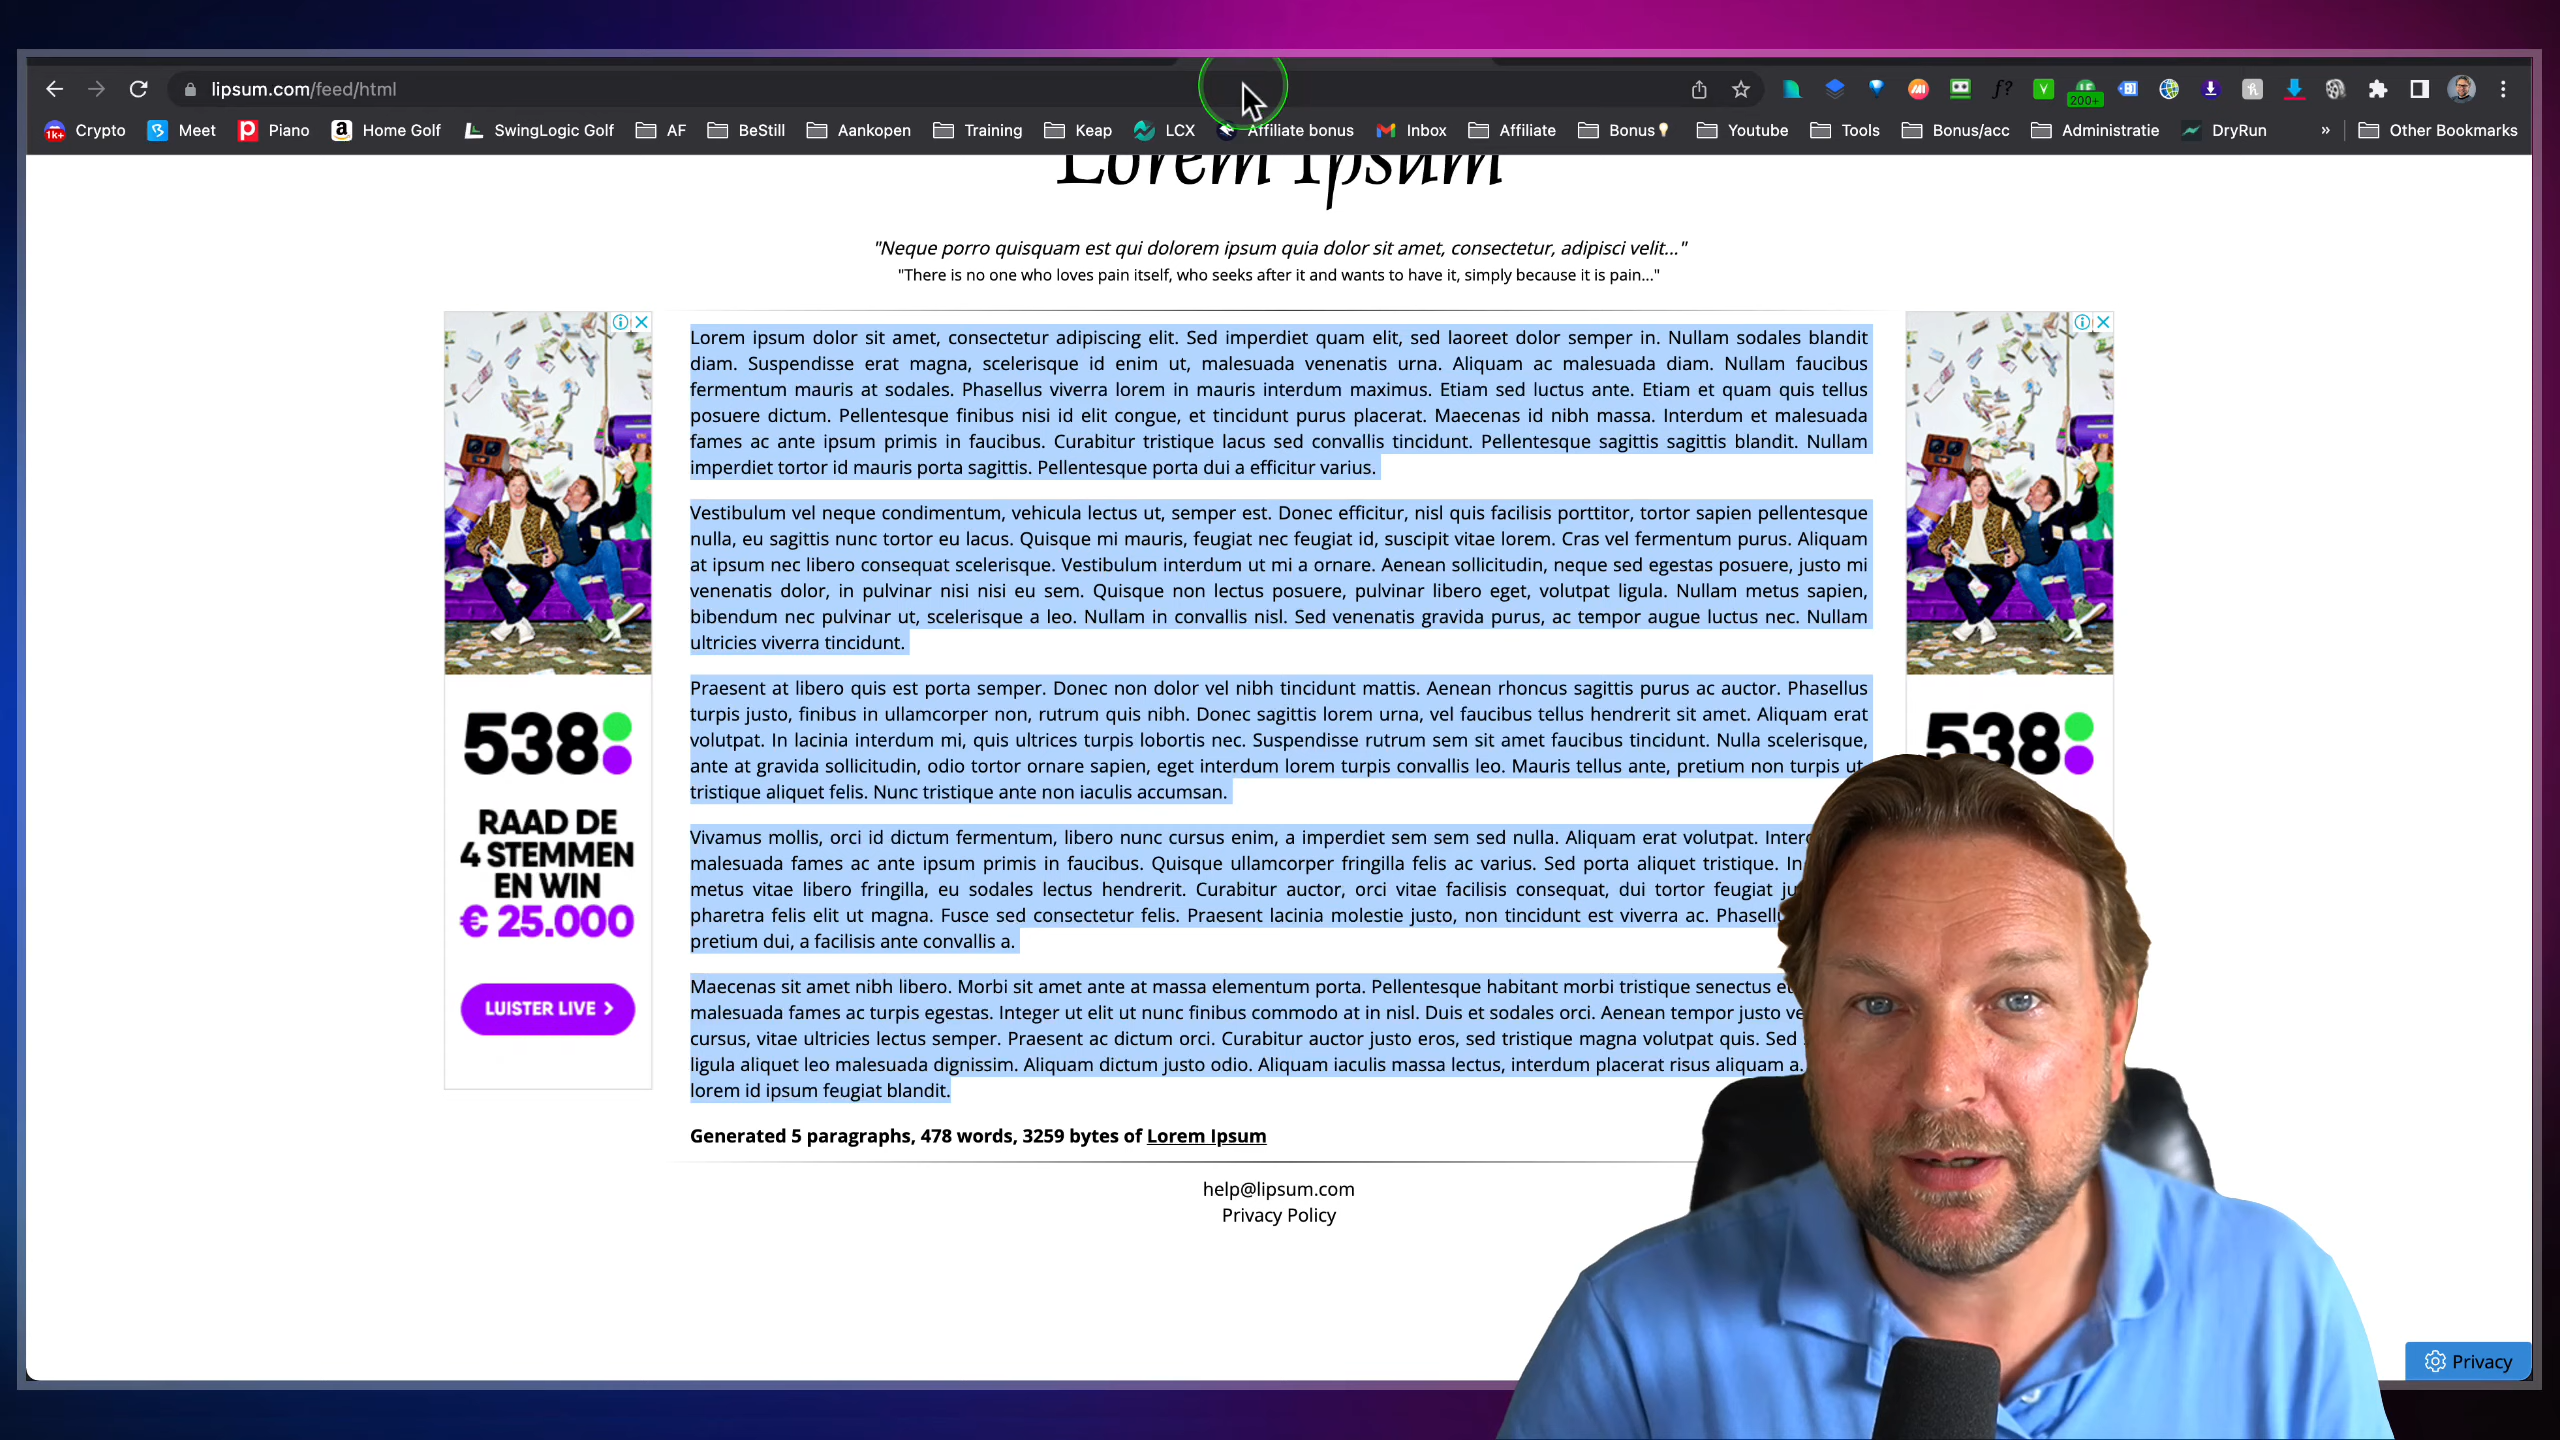 lipsum.com/feed/html
200+
1k+ Crypto Meet Piano Home Golf SwingLogic Golf AF BeStill Aankopen Training Keap LCX Affiliate bonus Inbox Affiliate Bonus Youtube Tools Bonus/acc Administratie DryRun » Other Bookmarks
Lorem Ipsum
"Neque porro quisquam est qui dolorem ipsum quia dolor sit amet, consectetur, adipisci velit..."
"There is no one who loves pain itself, who seeks after it and wants to have it, simply because it is pain..."
Lorem ipsum dolor sit amet, consectetur adipiscing elit. Sed imperdiet quam elit, sed laoreet dolor semper in. Nullam sodales blandit
diam. Suspendisse erat magna, scelerisque id enim ut, malesuada venenatis urna. Aliquam ac malesuada diam. Nullam faucibus
fermentum mauris at sodales. Phasellus viverra lorem in mauris interdum maximus. Etiam sed luctus ante. Etiam et quam quis tellus
posuere dictum. Pellentesque finibus nisi id elit congue, et tincidunt purus placerat. Maecenas id nibh massa. Interdum et malesuada
fames ac ante ipsum primis in faucibus. Curabitur tristique lacus sed convallis tincidunt. Pellentesque sagittis sagittis blandit. Nullam
imperdiet tortor id mauris porta sagittis. Pellentesque porta dui a efficitur varius.
Vestibulum vel neque condimentum, vehicula lectus ut, semper est. Donec efficitur, nisl quis facilisis porttitor, tortor sapien pellentesque
nulla, eu sagittis nunc tortor eu lacus. Quisque mi mauris, feugiat nec feugiat id, suscipit vitae lorem. Cras vel fermentum purus. Aliquam
at ipsum nec libero consequat scelerisque. Vestibulum interdum ut mi a ornare. Aenean sollicitudin, neque sed egestas posuere, justo mi
venenatis dolor, in pulvinar nisi nisi eu sem. Quisque non lectus posuere, pulvinar libero eget, volutpat ligula. Nullam metus sapien,
bibendum nec pulvinar ut, scelerisque a leo. Nullam in convallis nisl. Sed venenatis gravida purus, ac tempor augue luctus nec. Nullam
ultricies viverra tincidunt.
Praesent at libero quis est porta semper. Donec non dolor vel nibh tincidunt mattis. Aenean rhoncus sagittis purus ac auctor. Phasellus
turpis justo, finibus in ullamcorper non, rutrum quis nibh. Donec sagittis lorem urna, vel faucibus tellus hendrerit sit amet. Aliquam erat
volutpat. In lacinia interdum mi, quis ultrices turpis lobortis nec. Suspendisse rutrum sem sit amet faucibus tincidunt. Nulla scelerisque,
ante at gravida sollicitudin, odio tortor ornare sapien, eget interdum lorem turpis convallis leo. Mauris tellus ante, pretium non turpis ut,
tristique aliquet felis. Nunc tristique ante non iaculis accumsan.
Vivamus mollis, orci id dictum fermentum, libero nunc cursus enim, a imperdiet sem sem sed nulla. Aliquam erat volutpat.
malesuada fames ac ante ipsum primis in faucibus. Quisque ullamcorper fringilla felis ac varius. Sed porta aliquet tristique. In
metus vitae libero fringilla, eu sodales lectus hendrerit. Curabitur auctor, orci vitae facilisis consequat, dui tortor feugiat
pharetra felis elit ut magna. Fusce sed consectetur felis. Praesent lacinia molestie justo, non tincidunt est viverra ac.
pretium dui, a facilisis ante convallis a.
Maecenas sit amet nibh libero. Morbi sit amet ante at massa elementum porta. Pellentesque habitant morbi tristique senectus
malesuada fames ac turpis egestas. Integer ut elit ut nunc finibus commodo at in nisl. Duis et sodales orci. Aenean tempor justo
cursus, vitae ultricies lectus semper. Praesent ac dictum orci. Curabitur auctor justo eros, sed tristique magna volutpat quis. Sed
ligula aliquet leo malesuada dignissim. Aliquam dictum justo odio. Aliquam iaculis massa lectus, interdum placerat risus aliquam a.
lorem id ipsum feugiat blandit.
Generated 5 paragraphs, 478 words, 3259 bytes of Lorem Ipsum
help@lipsum.com
Privacy Policy
538
RAAD DE
4 STEMMEN
EN WIN
€ 25.000
LUISTER LIVE >
538
Privacy